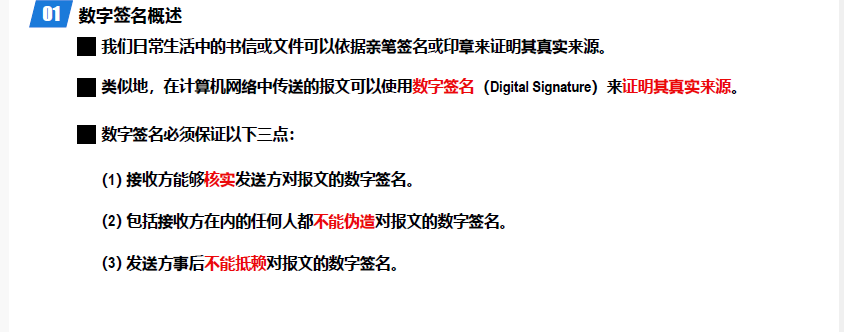 01 数字签名概述
我们日常生活中的书信或文件可以依据亲笔签名或印章来证明其真实来源。
类似地，在计算机网络中传送的报文可以使用数字签名（Digital Signature）来证明其真实来源。
数字签名必须保证以下三点：
(1) 接收方能够核实发送方对报文的数字签名。
(2) 包括接收方在内的任何人都不能伪造对报文的数字签名。
(3) 发送方事后不能抵赖对报文的数字签名。